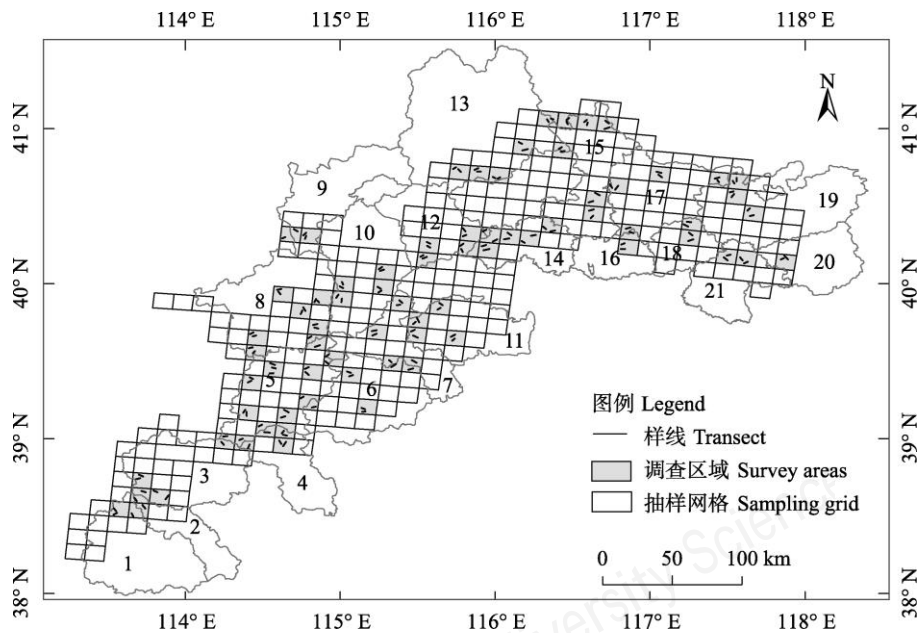 114° E 115° E 116° E 117° E 118° E
N
41° N 41° N
40° N 40° N
39° N 39° N
38° N 38° N
13
15
9
17
19
12
10
14
16
18
20
21
8
11
5
6
7
3
4
2
1
图例 Legend
样线 Transect
调查区域 Survey areas
抽样网格 Sampling grid
0 50 100 km
114° E 115° E 116° E 117° E 118° E
versity Science